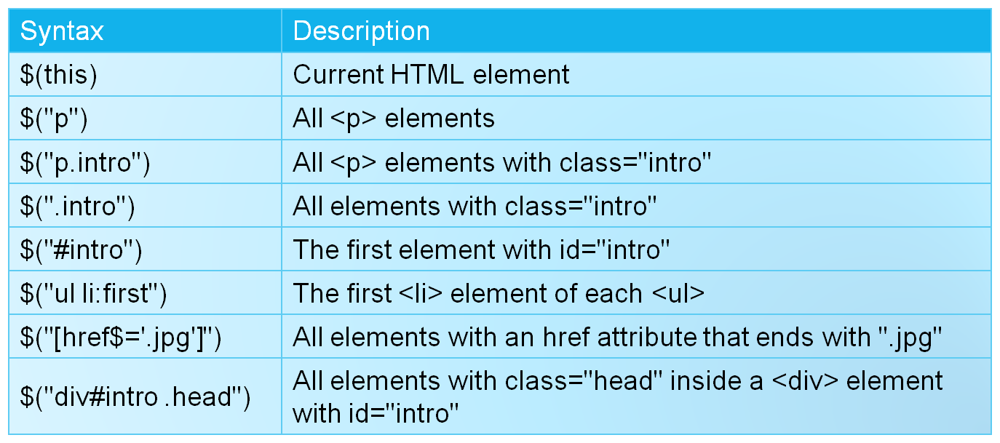 Syntax Description
$(this) Current HTML element
$("p") All <p> elements
$("p.intro") All <p> elements with class="intro"
$(".intro") All elements with class="intro"
$("#intro") The first element with id="intro"
$("ul li:first") The first <li> element of each <ul>
$("[href$='.jpg']") All elements with an href attribute that ends with ".jpg"
$("div#intro .head") All elements with class="head" inside a <div> element
with id="intro"